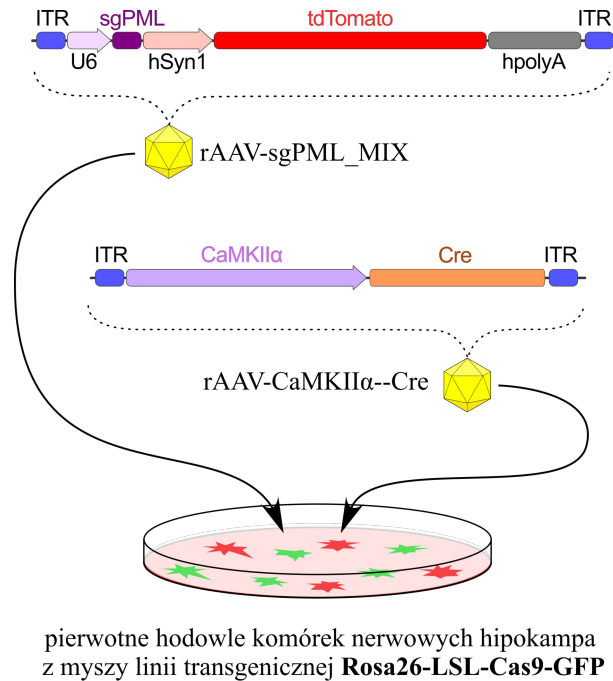 ITR sgPML tdTomato ITR
U6 hSyn1 hpolyA
rAAV-sgPML_MIX
ITR CaMKIIα Cre ITR
rAAV-CaMKIIα--Cre
pierwotne hodowle komórek nerwowych hipokampa
z myszy linii transgenicznej Rosa26-LSL-Cas9-GFP